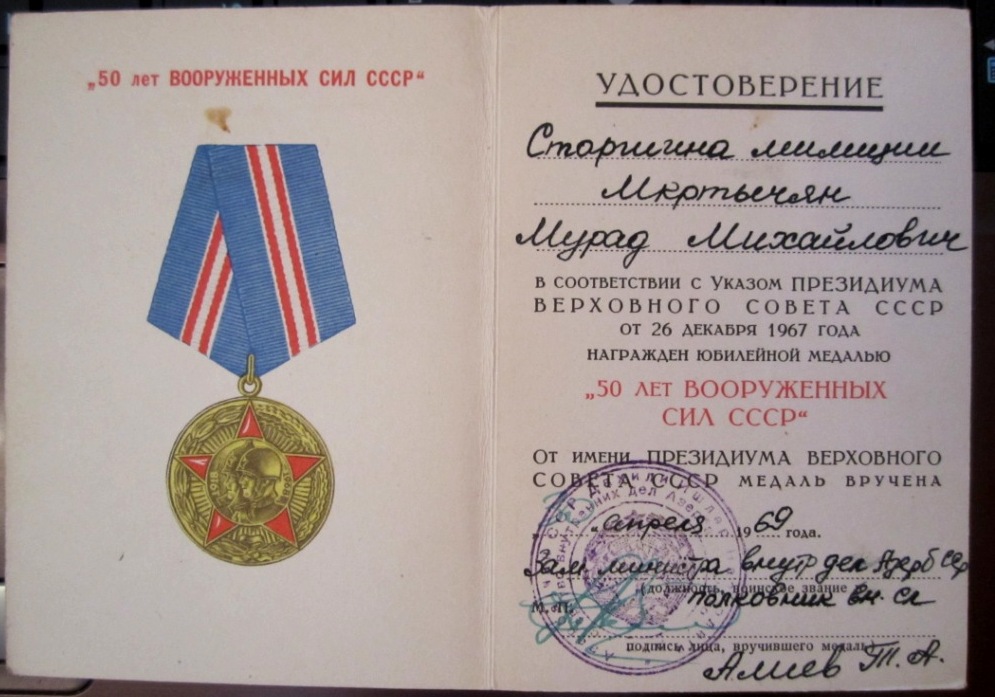 „50 лет ВООРУЖЕННЫХ СИЛ СССР“
1918
УДОСТОВЕРЕНИЕ
Старшина милиции
Мкртычян
Мурад Михайлович
В СООТВЕТСТВИИ С УКАЗОМ ПРЕЗИДИУМА
ВЕРХОВНОГО СОВЕТА СССР
ОТ 26 ДЕКАБРЯ 1967 ГОДА
НАГРАЖДЕН ЮБИЛЕЙНОЙ МЕДАЛЬЮ
„50 ЛЕТ ВООРУЖЕННЫХ
СИЛ СССР“
ОТ ИМЕНИ ПРЕЗИДИУМА ВЕРХОВНОГО
СОВЕТА СССР МЕДАЛЬ ВРУЧЕНА
апреля 1969 года.
Зам. министра внутр дел Азерб ССР
(должность, воинское звание
М. П. полковник вн. сл
подпись лица, вручившего медаль)
Алиев Т. А.